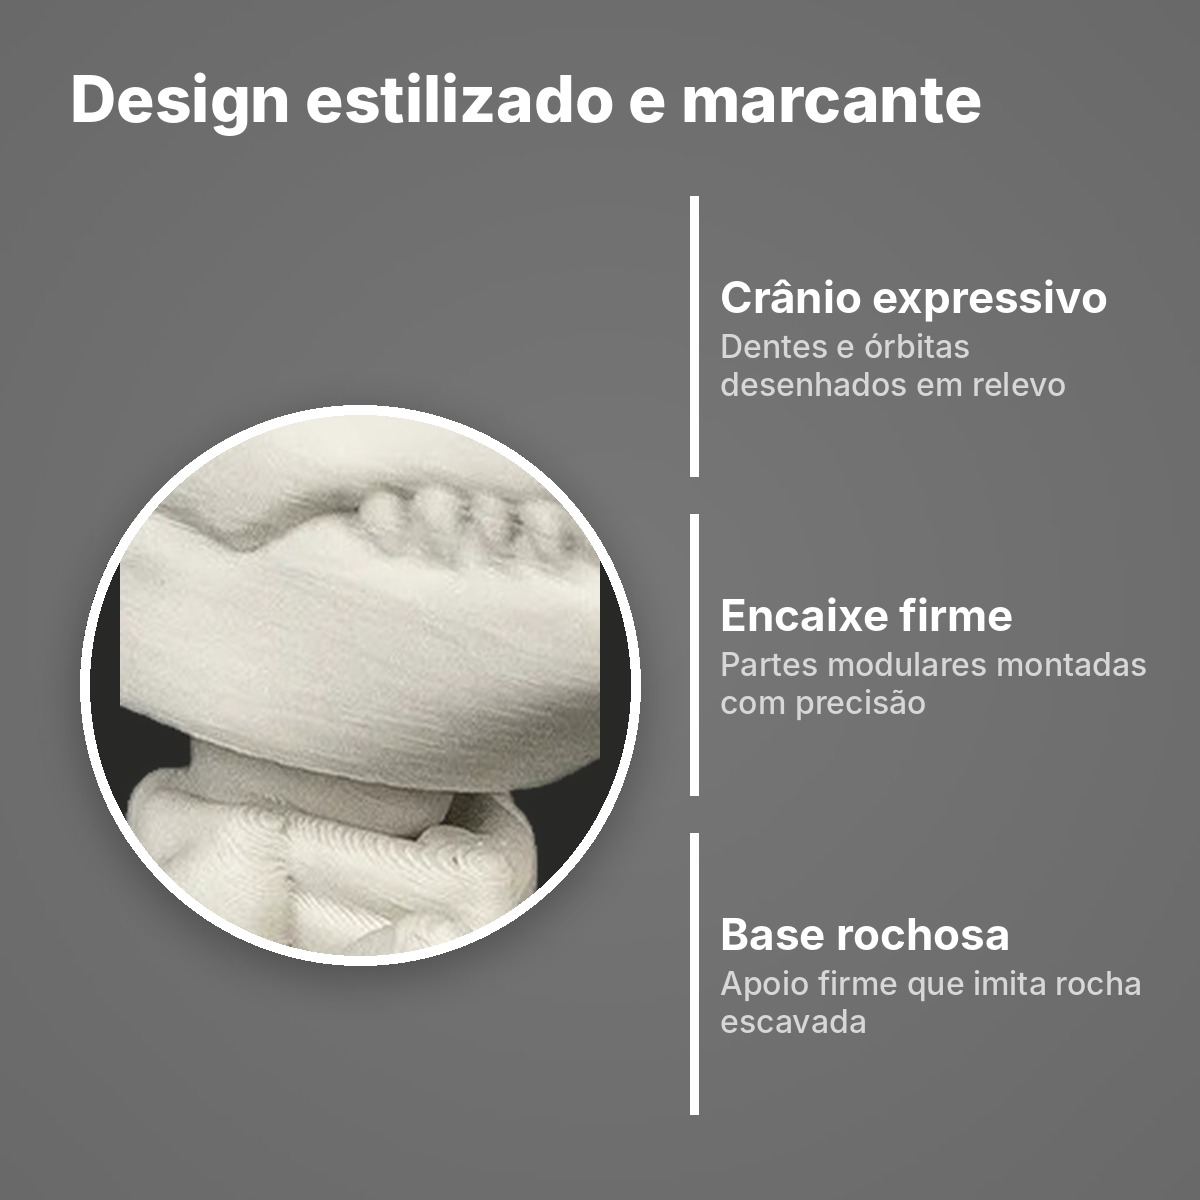 Design estilizado e marcante
Crânio expressivo
Dentes e órbitas
desenhados em relevo
Encaixe firme
Partes modulares montadas
com precisão
Base rochosa
Apoio firme que imita rocha
escavada